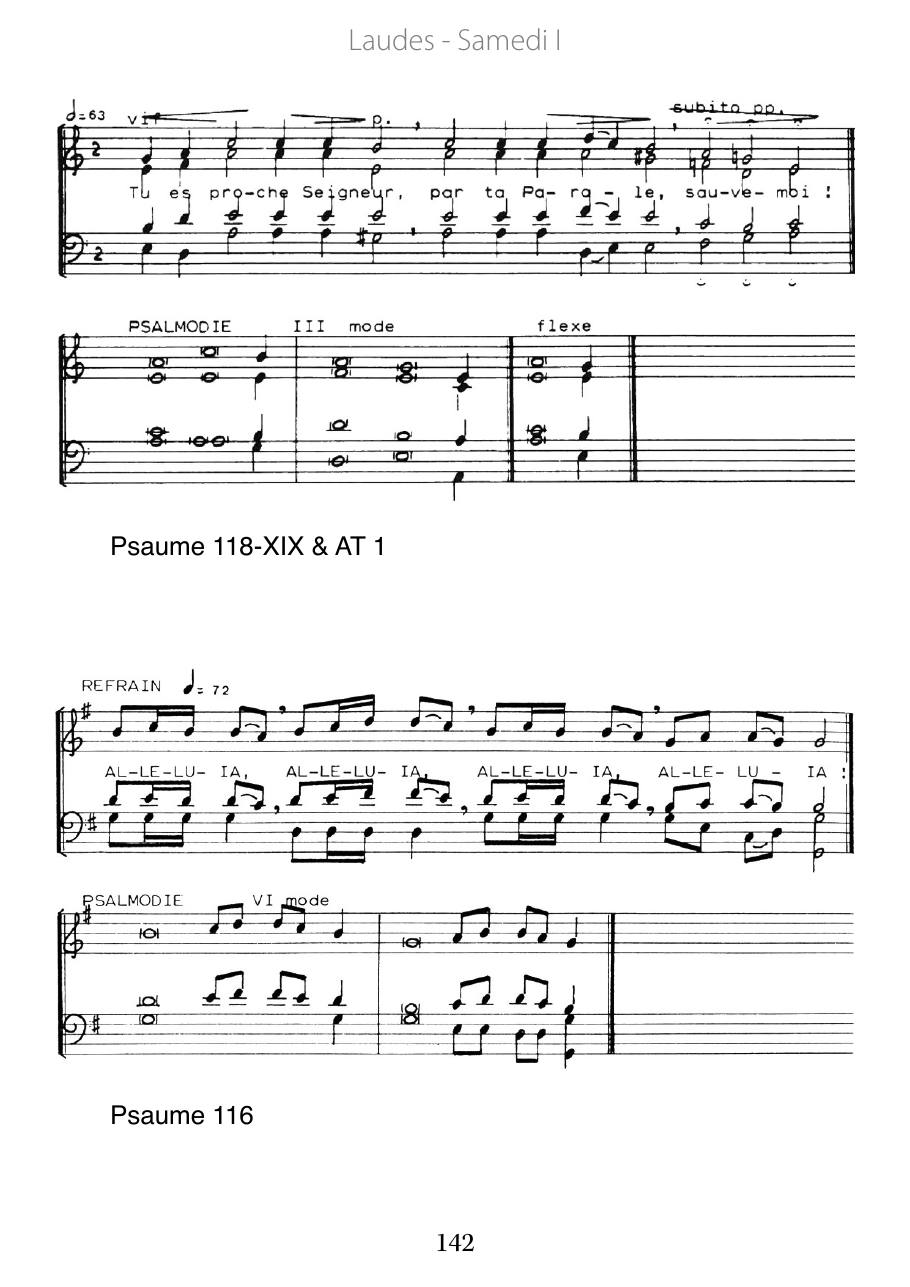 Laudes - Samedi I
=63 vif p. subito pp.
2
Tu es pro-che Seigneur, par ta Pa-ro-le, sau-ve-moi !
2
PSALMODIE III mode flexe
Psaume 118-XIX & AT 1
REFRAIN = 72
AL-LE-LU-IA, AL-LE-LU-IA, AL-LE-LU-IA, AL-LE-LU-IA !
PSALMODIE VI mode
Psaume 116
142